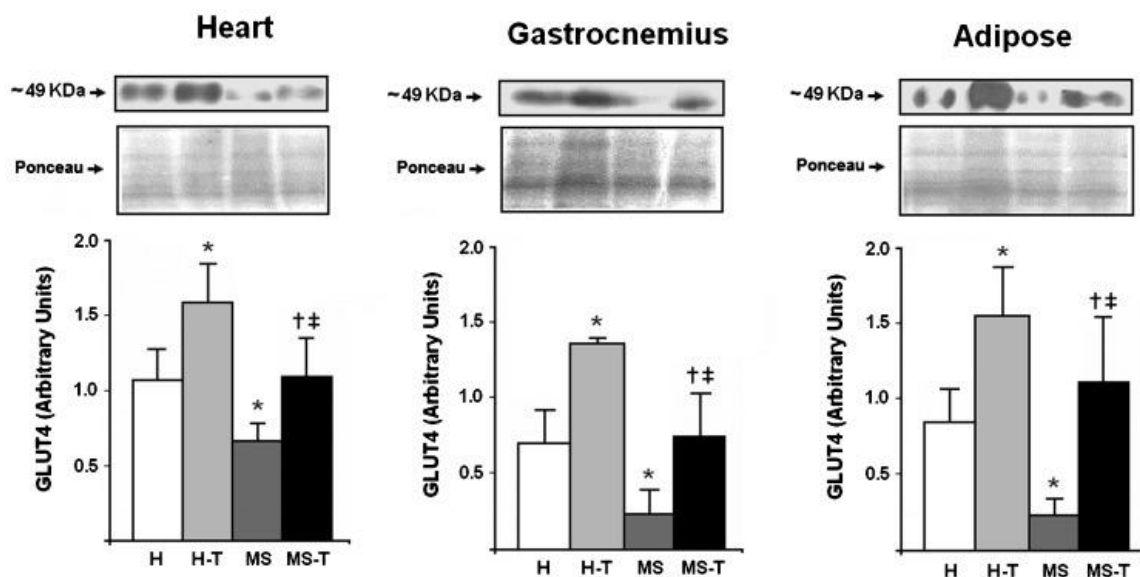 Heart
~49 KDa→
Ponceau→
GLUT4 (Arbitrary Units)
2.0
1.5
1.0
0.5
*
*
†‡
H H-T MS MS-T
Gastrocnemius
~49 KDa→
Ponceau→
GLUT4 (Arbitrary Units)
2.0
1.5
1.0
0.5
*
*
†‡
H H-T MS MS-T
Adipose
~49 KDa→
Ponceau→
GLUT4 (Arbitrary Units)
2.0
1.5
1.0
0.5
*
*
†‡
H H-T MS MS-T